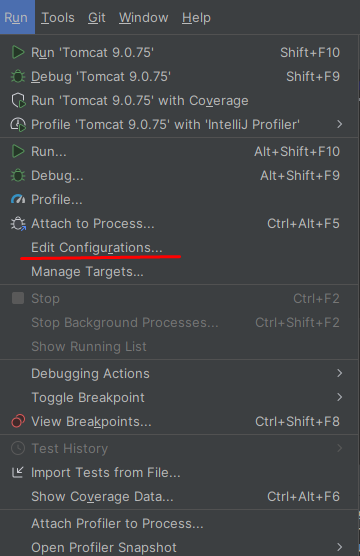 Run Tools Git Window Help
Run 'Tomcat 9.0.75' Shift+F10
Debug 'Tomcat 9.0.75' Shift+F9
Run 'Tomcat 9.0.75' with Coverage
Profile 'Tomcat 9.0.75' with 'IntelliJ Profiler'
Run... Alt+Shift+F10
Debug... Alt+Shift+F9
Profile...
Attach to Process... Ctrl+Alt+F5
Edit Configurations...
Manage Targets...
Stop Ctrl+F2
Stop Background Processes... Ctrl+Shift+F2
Show Running List
Debugging Actions
Toggle Breakpoint
View Breakpoints... Ctrl+Shift+F8
Test History
Import Tests from File...
Show Coverage Data... Ctrl+Alt+F6
Attach Profiler to Process...
Open Profiler Snapshot